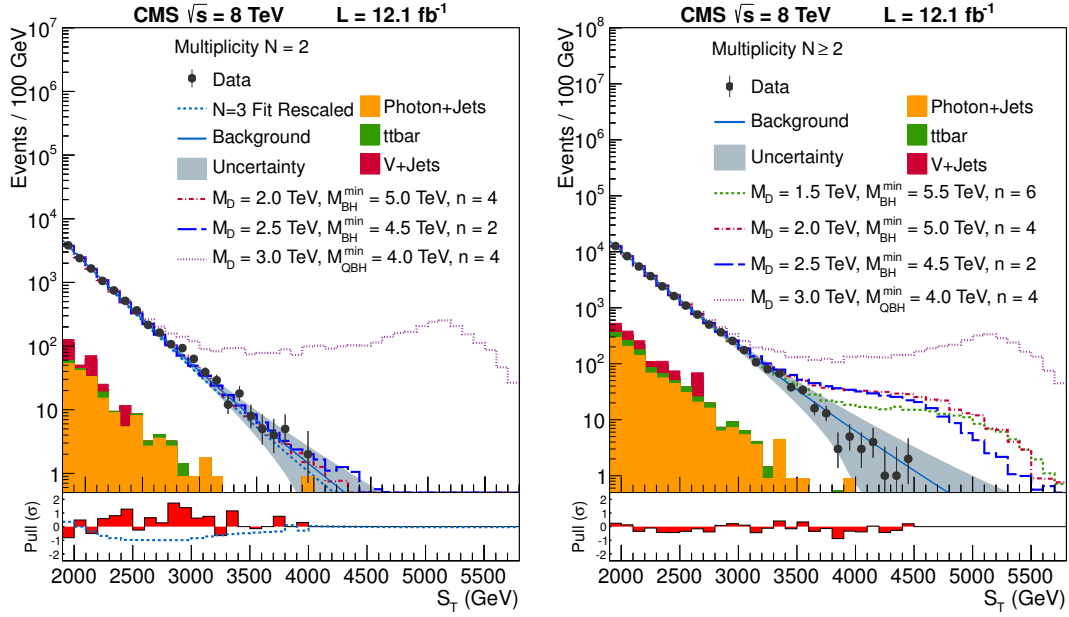 CMS √s = 8 TeV L = 12.1 fb⁻¹
Multiplicity N = 2
Data
N=3 Fit Rescaled
Background
Uncertainty
Photon+Jets
ttbar
V+Jets
M_D = 2.0 TeV, M_BH^min = 5.0 TeV, n = 4
M_D = 2.5 TeV, M_BH^min = 4.5 TeV, n = 2
M_D = 3.0 TeV, M_QBH^min = 4.0 TeV, n = 4
Events / 100 GeV
10⁷
10⁶
10⁵
10⁴
10³
10²
10
1
Pull (σ)
2
1
0
-1
-2
2000 2500 3000 3500 4000 4500 5000 5500
S_T (GeV)
CMS √s = 8 TeV L = 12.1 fb⁻¹
Multiplicity N ≥ 2
Data
Background
Uncertainty
Photon+Jets
ttbar
V+Jets
M_D = 1.5 TeV, M_BH^min = 5.5 TeV, n = 6
M_D = 2.0 TeV, M_BH^min = 5.0 TeV, n = 4
M_D = 2.5 TeV, M_BH^min = 4.5 TeV, n = 2
M_D = 3.0 TeV, M_QBH^min = 4.0 TeV, n = 4
Events / 100 GeV
10⁸
10⁷
10⁶
10⁵
10⁴
10³
10²
10
1
Pull (σ)
2
1
0
-1
-2
2000 2500 3000 3500 4000 4500 5000 5500
S_T (GeV)